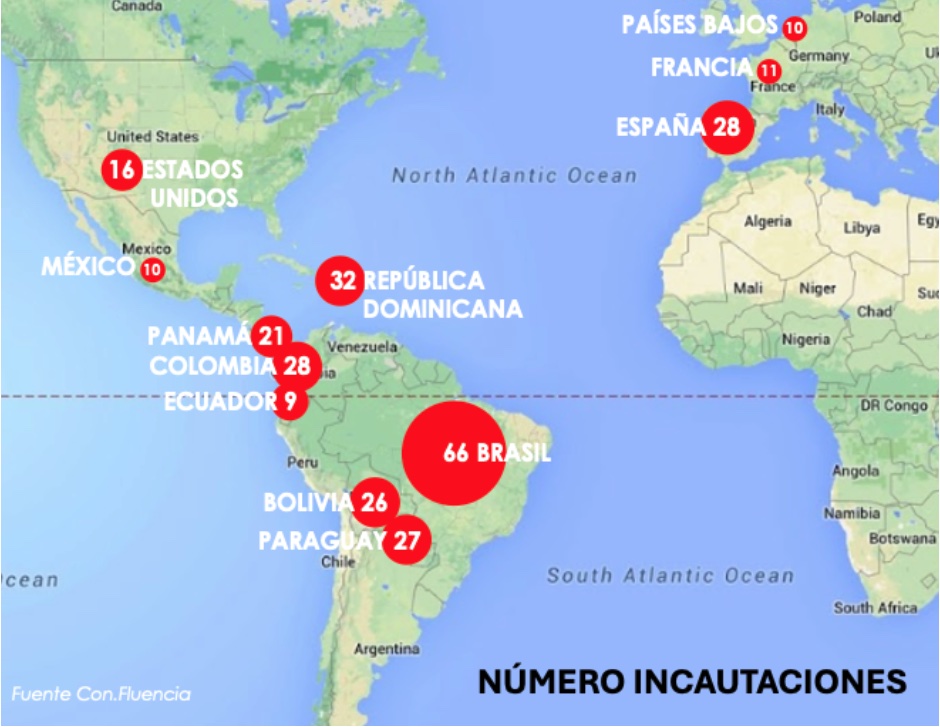 Canada
PAÍSES BAJOS 10
Poland
Germany
FRANCIA 11
France
United States
ESPAÑA 28
Italy
16 ESTADOS
UNIDOS
North Atlantic Ocean
Algeria
Libya
Egy
Mexico
MÉXICO 10
32 REPÚBLICA
DOMINICANA
Mali
Niger
Chad
Nigeria
PANAMÁ 21
Venezuela
COLOMBIA 28
ECUADOR 9
DR Congo
66 BRASIL
Peru
Angola
BOLIVIA 26
Namibia
PARAGUAY 27
Botswana
Chile
cean
South Atlantic Ocean
South Africa
Argentina
NÚMERO INCAUTACIONES
Fuente Con.Fluencia